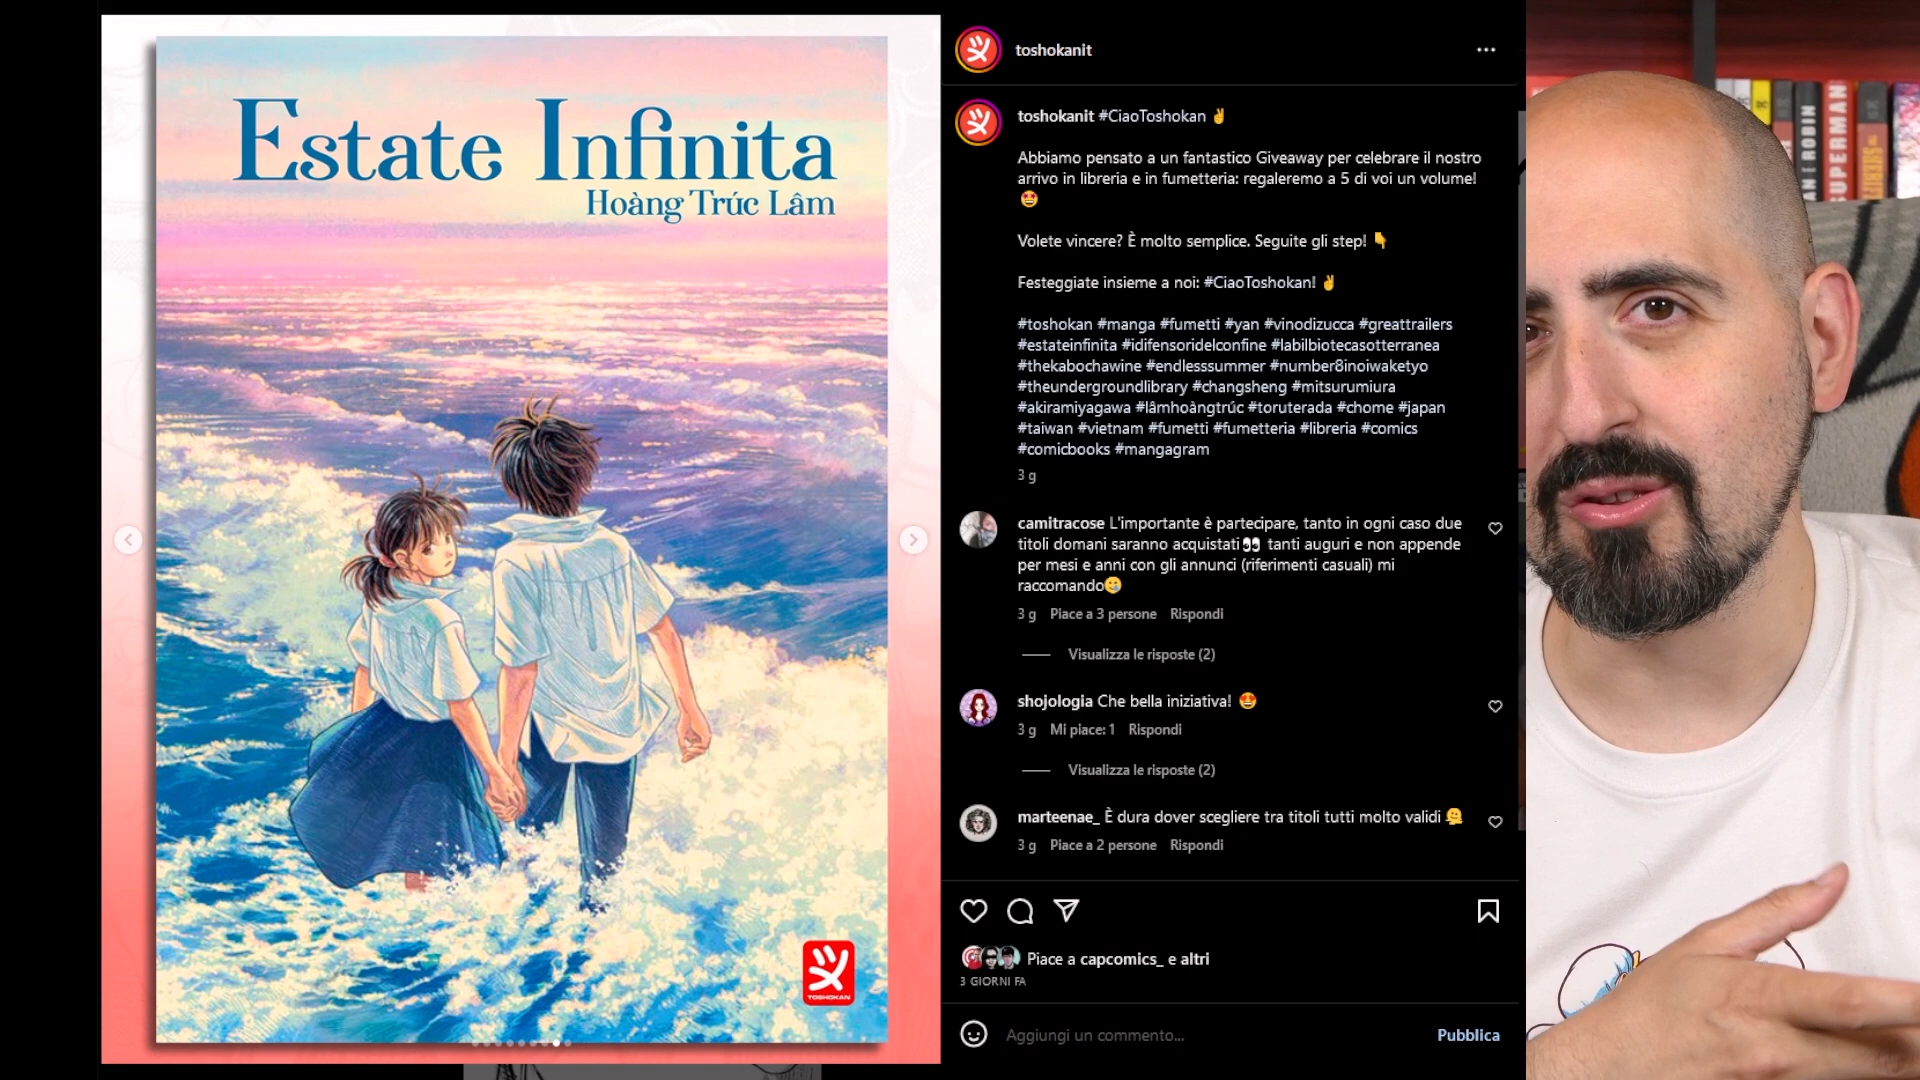 Estate Infinita
Hoàng Trúc Lâm
TOSHOKAN
toshokanit
toshokanit #CiaoToshokan ✌
Abbiamo pensato a un fantastico Giveaway per celebrare il nostro
arrivo in libreria e in fumetteria: regaleremo a 5 di voi un volume!
🤩
Volete vincere? È molto semplice. Seguite gli step! 👇
Festeggiate insieme a noi: #CiaoToshokan! ✌
#toshokan #manga #fumetti #yan #vinodizucca #greattrailers
#estateinfinita #idifensoridelconfine #labilbiotecasotterranea
#thekabochawine #endlesssummer #number8inoiwaketyo
#theundergroundlibrary #changsheng #mitsurumiura
#akiramiyagawa #lâmhoàngtrúc #toruterada #chome #japan
#taiwan #vietnam #fumetti #fumetteria #libreria #comics
#comicbooks #mangagram
3 g
camitracose L'importante è partecipare, tanto in ogni caso due
titoli domani saranno acquistati👀 tanti auguri e non appende
per mesi e anni con gli annunci (riferimenti casuali) mi
raccomando🥲
3 g Piace a 3 persone Rispondi
Visualizza le risposte (2)
shojologia Che bella iniziativa! 😍
3 g Mi piace: 1 Rispondi
Visualizza le risposte (2)
marteenae_ È dura dover scegliere tra titoli tutti molto validi 🫠
3 g Piace a 2 persone Rispondi
Piace a capcomics_ e altri
3 GIORNI FA
Aggiungi un commento...
Pubblica
E ROBIN
SUPERMAN